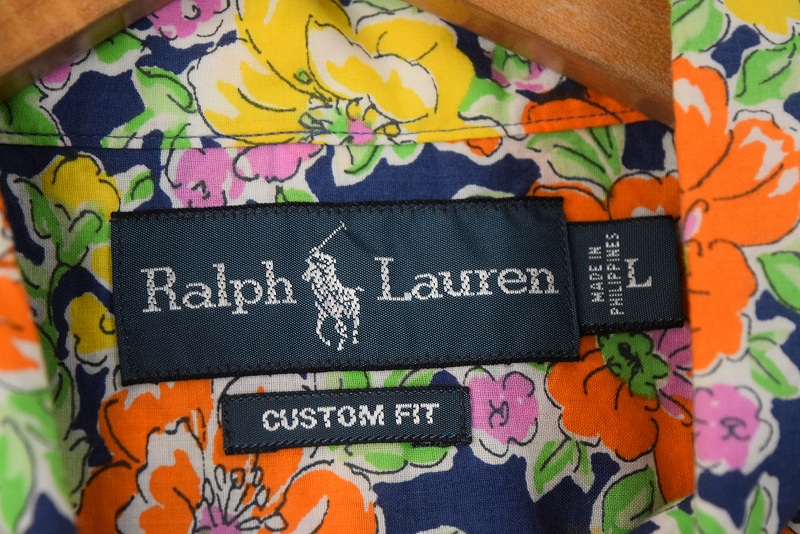 Ralph Lauren
MADE IN
PHILIPPINES
L
CUSTOM FIT